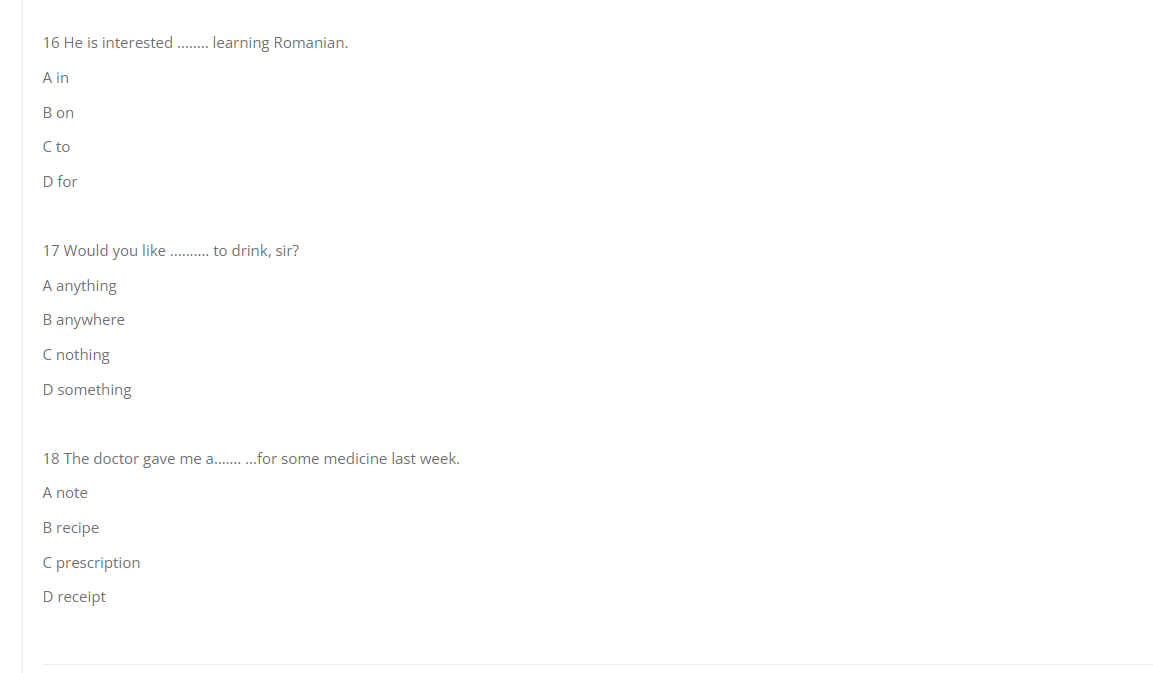 16 He is interested ........ learning Romanian.
A in
B on
C to
D for
17 Would you like .......... to drink, sir?
A anything
B anywhere
C nothing
D something
18 The doctor gave me a....... ...for some medicine last week.
A note
B recipe
C prescription
D receipt